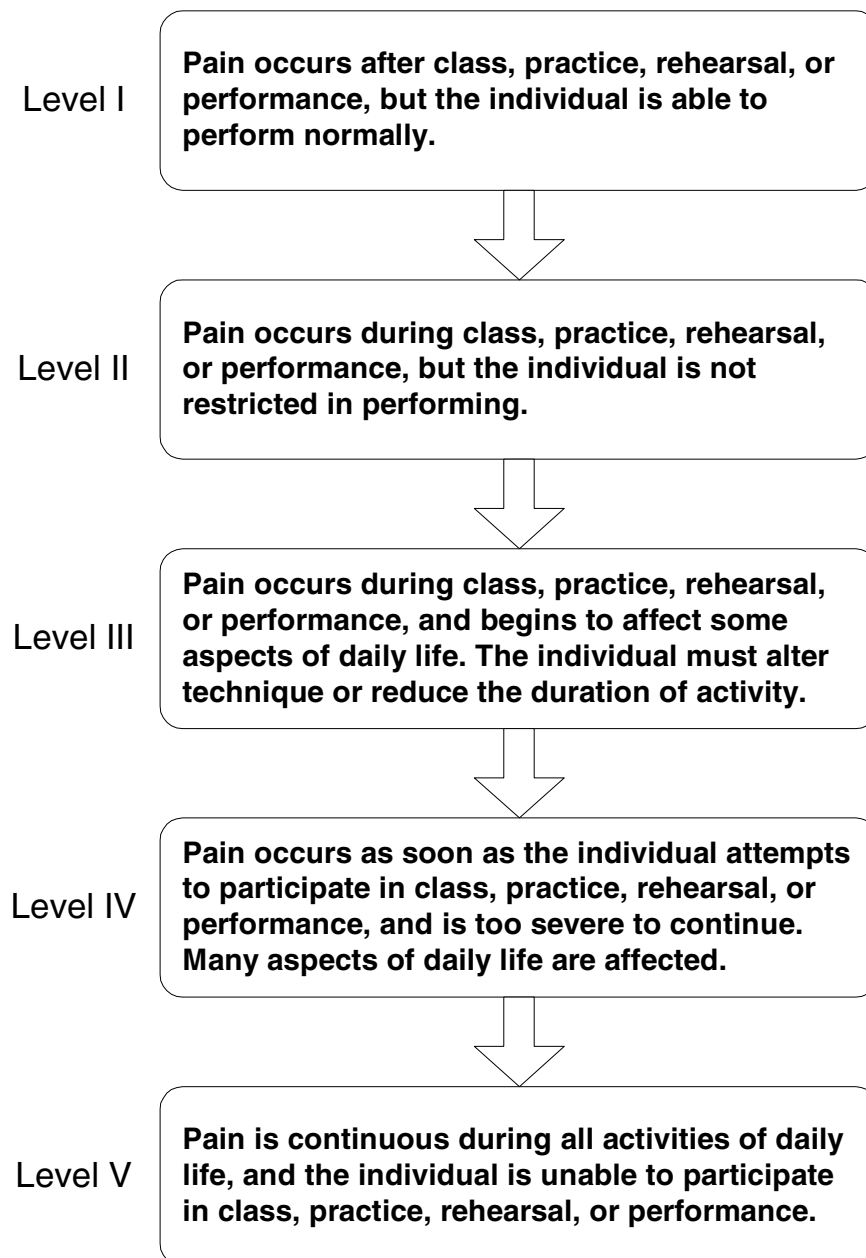 Level I
Pain occurs after class, practice, rehearsal, or
performance, but the individual is able to
perform normally.
Level II
Pain occurs during class, practice, rehearsal,
or performance, but the individual is not
restricted in performing.
Level III
Pain occurs during class, practice, rehearsal,
or performance, and begins to affect some
aspects of daily life. The individual must alter
technique or reduce the duration of activity.
Level IV
Pain occurs as soon as the individual attempts
to participate in class, practice, rehearsal, or
performance, and is too severe to continue.
Many aspects of daily life are affected.
Level V
Pain is continuous during all activities of daily
life, and the individual is unable to participate
in class, practice, rehearsal, or performance.